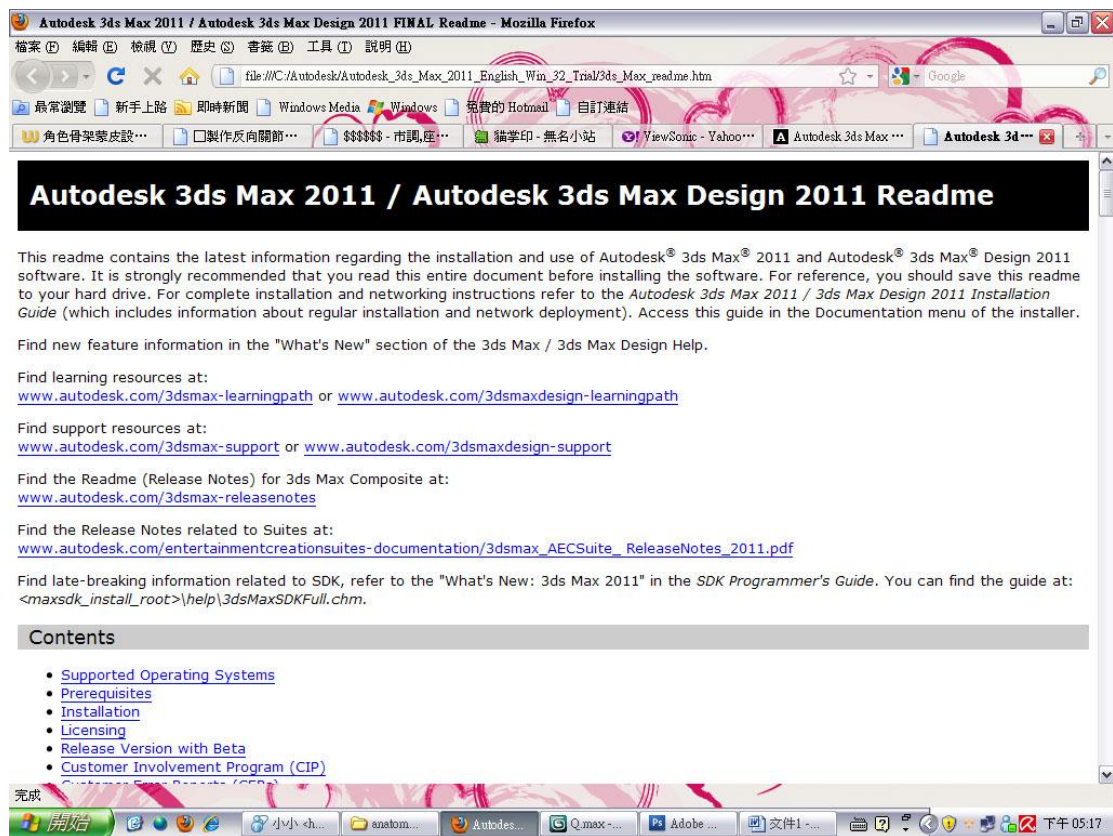 Autodesk 3ds Max 2011 / Autodesk 3ds Max Design 2011 FINAL Readme - Mozilla Firefox
檔案(F) 編輯(E) 檢視(V) 歷史(S) 書籤(B) 工具(T) 說明(H)
file:///C:/Autodesk/Autodesk_3ds_Max_2011_English_Win_32_Trial/3ds_Max_readme.htm
Google
最常瀏覽 新手上路 即時新聞 Windows Media Windows 免費的 Hotmail 自訂連結
角色骨架蒙皮設… 口製作反向關節… $$$$$$ - 市調,座… 貓掌印 - 無名小站 ViewSonic - Yahoo… Autodesk 3ds Max … Autodesk 3d…
Autodesk 3ds Max 2011 / Autodesk 3ds Max Design 2011 Readme
This readme contains the latest information regarding the installation and use of Autodesk® 3ds Max® 2011 and Autodesk® 3ds Max® Design 2011
software. It is strongly recommended that you read this entire document before installing the software. For reference, you should save this readme
to your hard drive. For complete installation and networking instructions refer to the Autodesk 3ds Max 2011 / 3ds Max Design 2011 Installation
Guide (which includes information about regular installation and network deployment). Access this guide in the Documentation menu of the installer.
Find new feature information in the "What's New" section of the 3ds Max / 3ds Max Design Help.
Find learning resources at:
www.autodesk.com/3dsmax-learningpath or www.autodesk.com/3dsmaxdesign-learningpath
Find support resources at:
www.autodesk.com/3dsmax-support or www.autodesk.com/3dsmaxdesign-support
Find the Readme (Release Notes) for 3ds Max Composite at:
www.autodesk.com/3dsmax-releasenotes
Find the Release Notes related to Suites at:
www.autodesk.com/entertainmentcreationsuites-documentation/3dsmax_AECSuite_ ReleaseNotes_2011.pdf
Find late-breaking information related to SDK, refer to the "What's New: 3ds Max 2011" in the SDK Programmer's Guide. You can find the guide at:
<maxsdk_install_root>\help\3dsMaxSDKFull.chm.
Contents
Supported Operating Systems
Prerequisites
Installation
Licensing
Release Version with Beta
Customer Involvement Program (CIP)
Customer Error Reports (CERs)
完成
開始 小小 <h... anatom... Autodes... Q.max -... Adobe ... 文件1 -... 下午 05:17